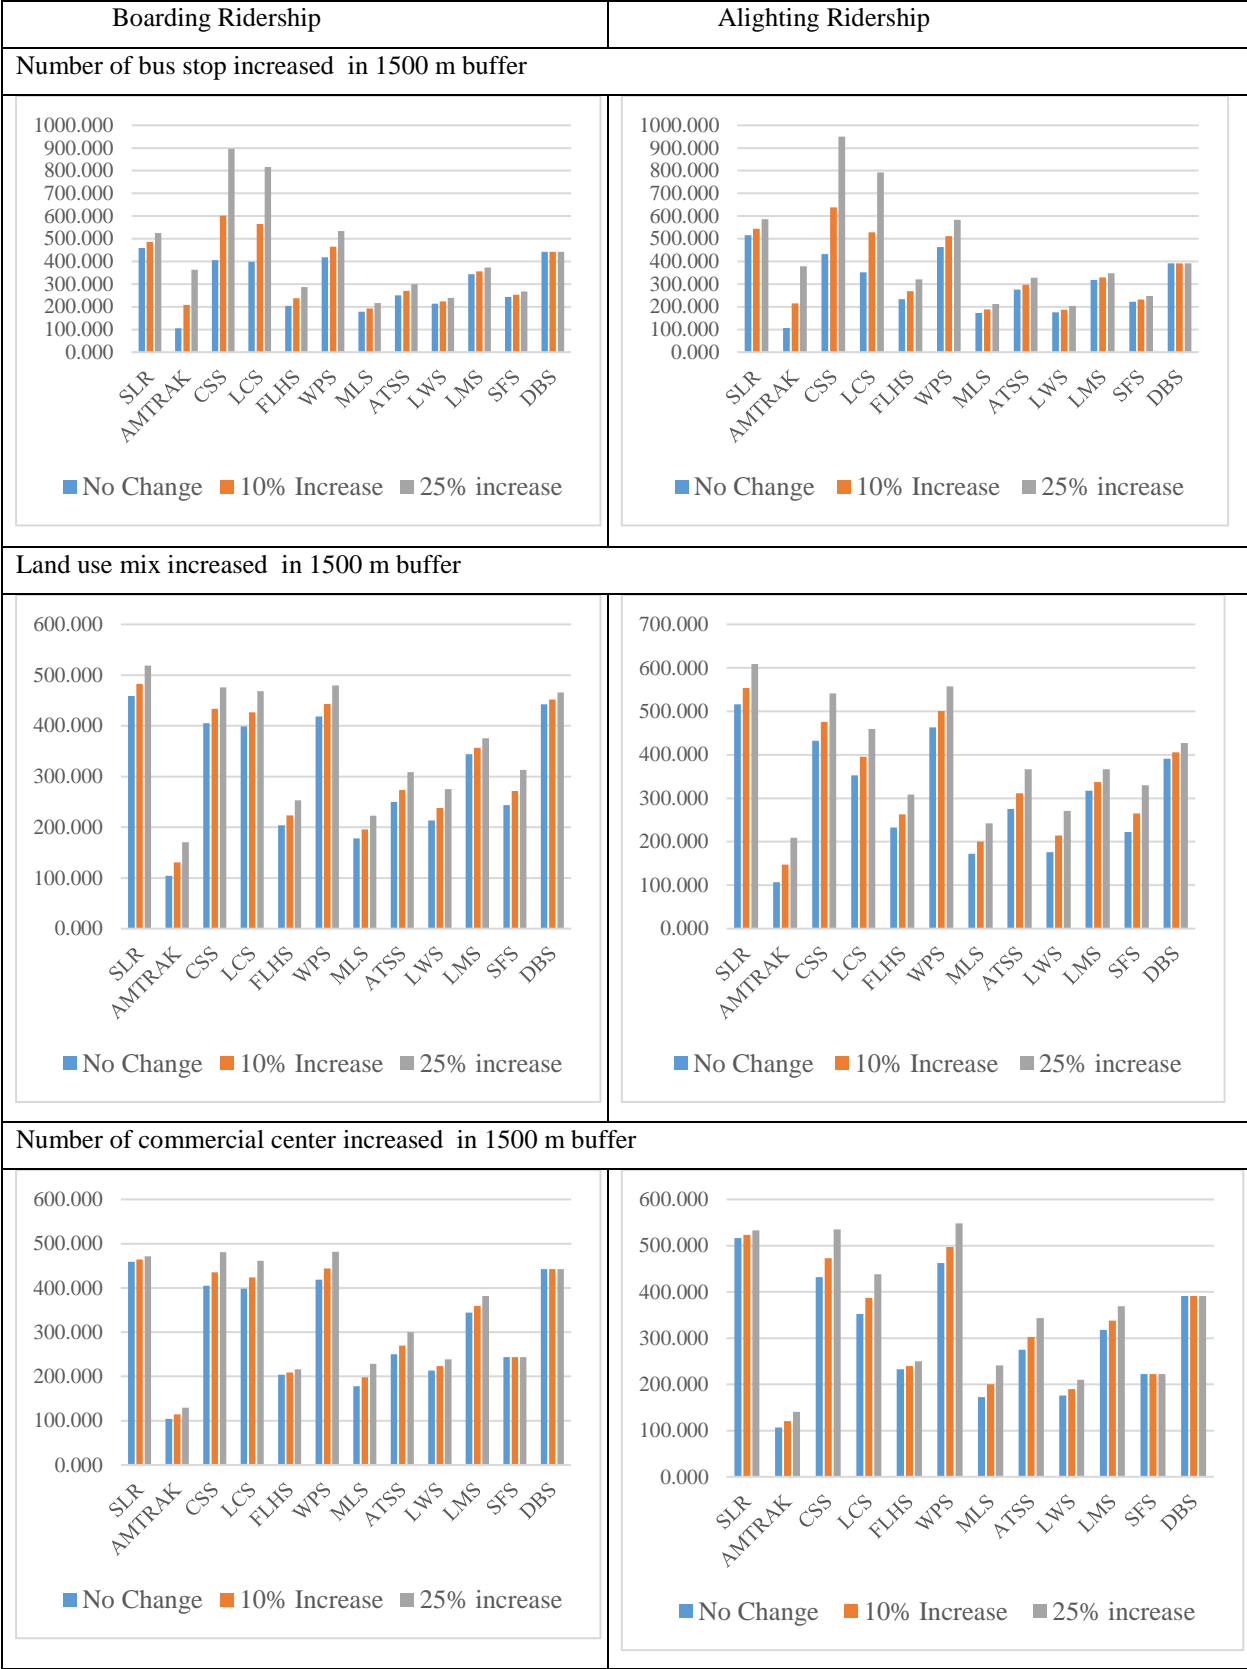 Boarding Ridership
Alighting Ridership
Number of bus stop increased in 1500 m buffer
1000.000
900.000
800.000
700.000
600.000
500.000
400.000
300.000
200.000
100.000
0.000
SLR
AMTRAK
CSS
LCS
FLHS
WPS
MLS
ATSS
LWS
LMS
SFS
DBS
No Change 10% Increase 25% increase
1000.000
900.000
800.000
700.000
600.000
500.000
400.000
300.000
200.000
100.000
0.000
SLR
AMTRAK
CSS
LCS
FLHS
WPS
MLS
ATSS
LWS
LMS
SFS
DBS
No Change 10% Increase 25% increase
Land use mix increased in 1500 m buffer
600.000
500.000
400.000
300.000
200.000
100.000
0.000
SLR
AMTRAK
CSS
LCS
FLHS
WPS
MLS
ATSS
LWS
LMS
SFS
DBS
No Change 10% Increase 25% increase
700.000
600.000
500.000
400.000
300.000
200.000
100.000
0.000
SLR
AMTRAK
CSS
LCS
FLHS
WPS
MLS
ATSS
LWS
LMS
SFS
DBS
No Change 10% Increase 25% increase
Number of commercial center increased in 1500 m buffer
600.000
500.000
400.000
300.000
200.000
100.000
0.000
SLR
AMTRAK
CSS
LCS
FLHS
WPS
MLS
ATSS
LWS
LMS
SFS
DBS
No Change 10% Increase 25% increase
600.000
500.000
400.000
300.000
200.000
100.000
0.000
SLR
AMTRAK
CSS
LCS
FLHS
WPS
MLS
ATSS
LWS
LMS
SFS
DBS
No Change 10% Increase 25% increase